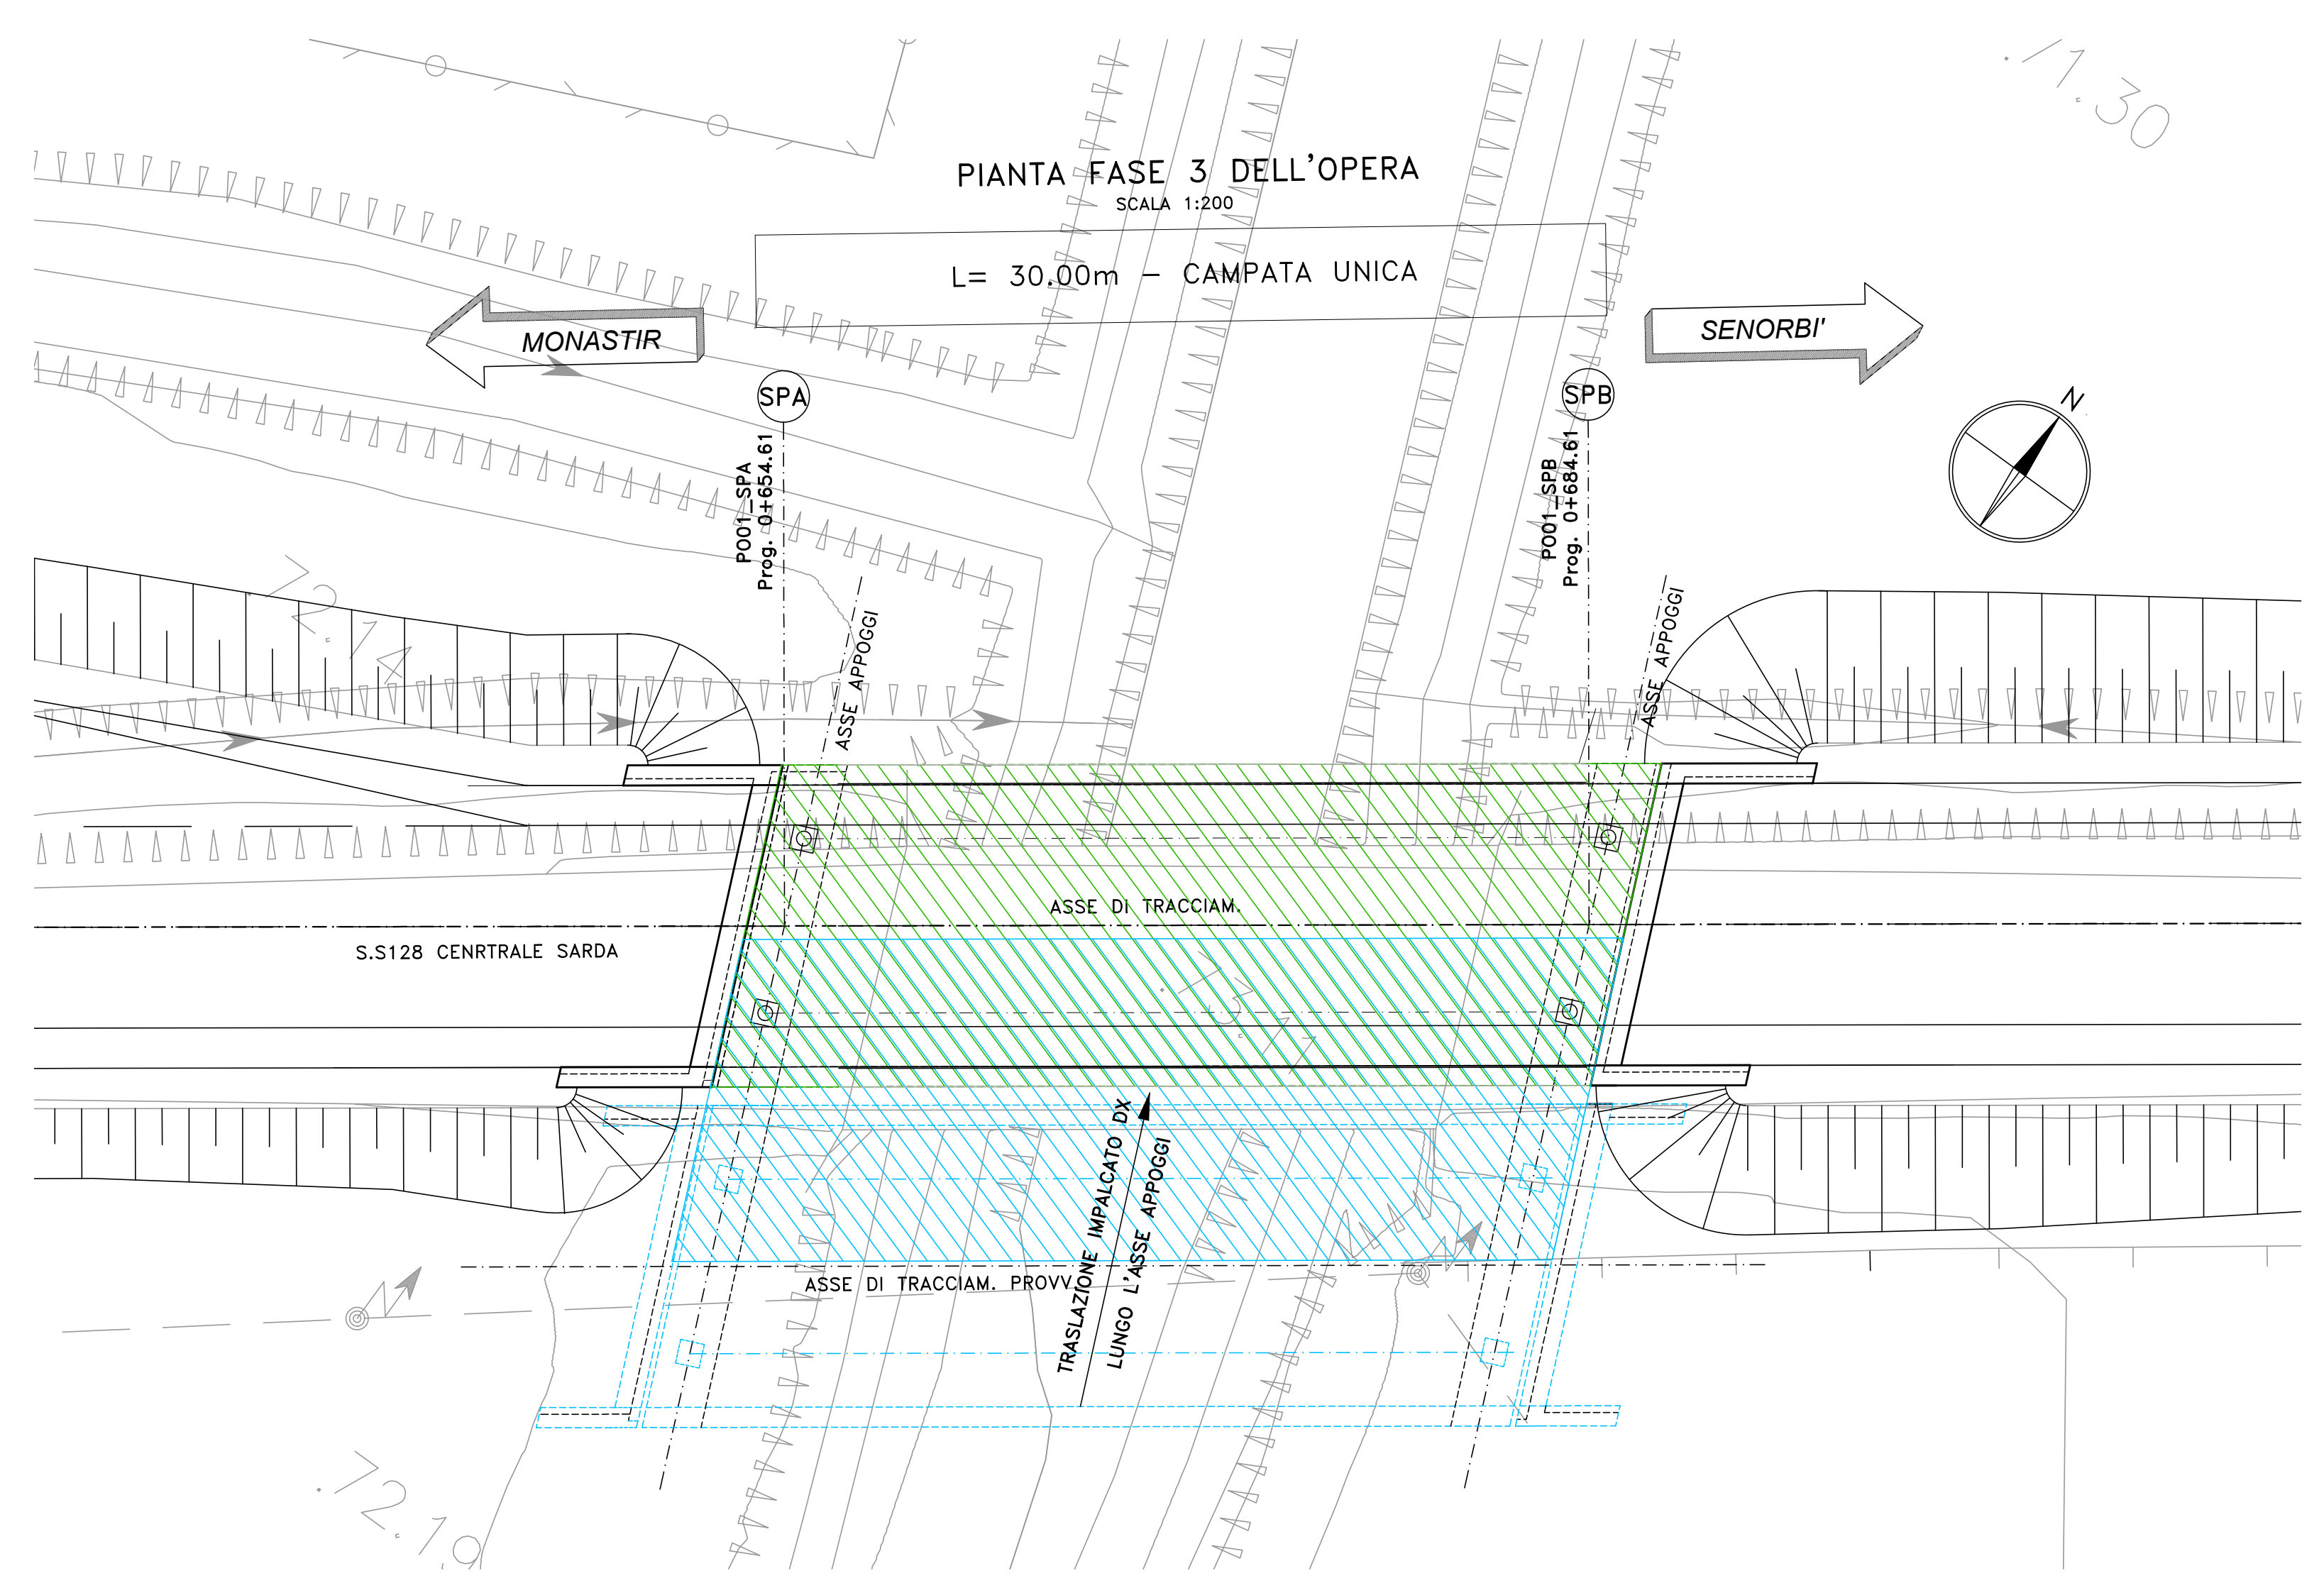 .71.30
PIANTA FASE 3 DELL'OPERA
SCALA 1:200
L= 30.00m – CAMPATA UNICA
MONASTIR
SENORBI'
SPA
SPB
N
P001_SPA
Prog. 0+654.61
P001_SPB
Prog. 0+684.61
ASSE APPOGGI
ASSE APPOGGI
ASSE DI TRACCIAM.
S.S128 CENRTRALE SARDA
TRASLAZIONE IMPALCATO DX
LUNGO L'ASSE APPOGGI
ASSE DI TRACCIAM. PROVV.
.72.19